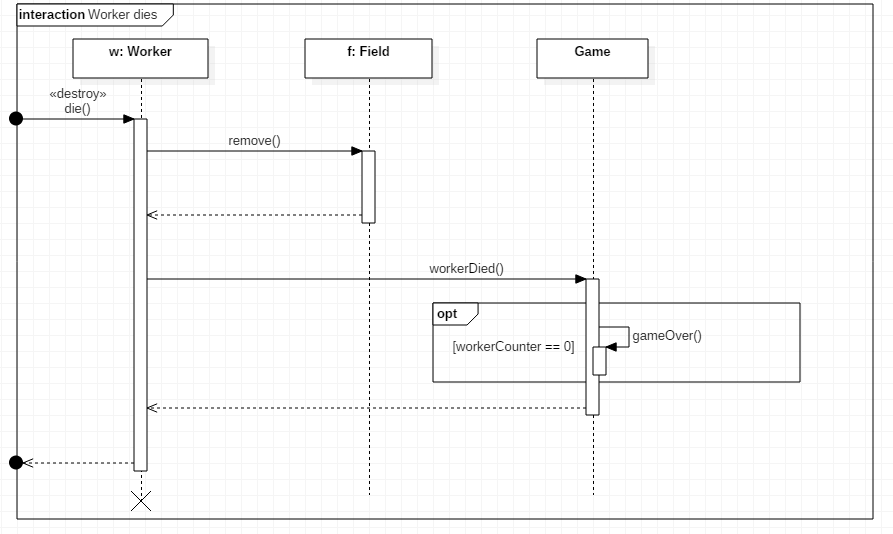 interaction Worker dies
w: Worker
f: Field
Game
«destroy»
die()
remove()
workerDied()
opt
gameOver()
[workerCounter == 0]